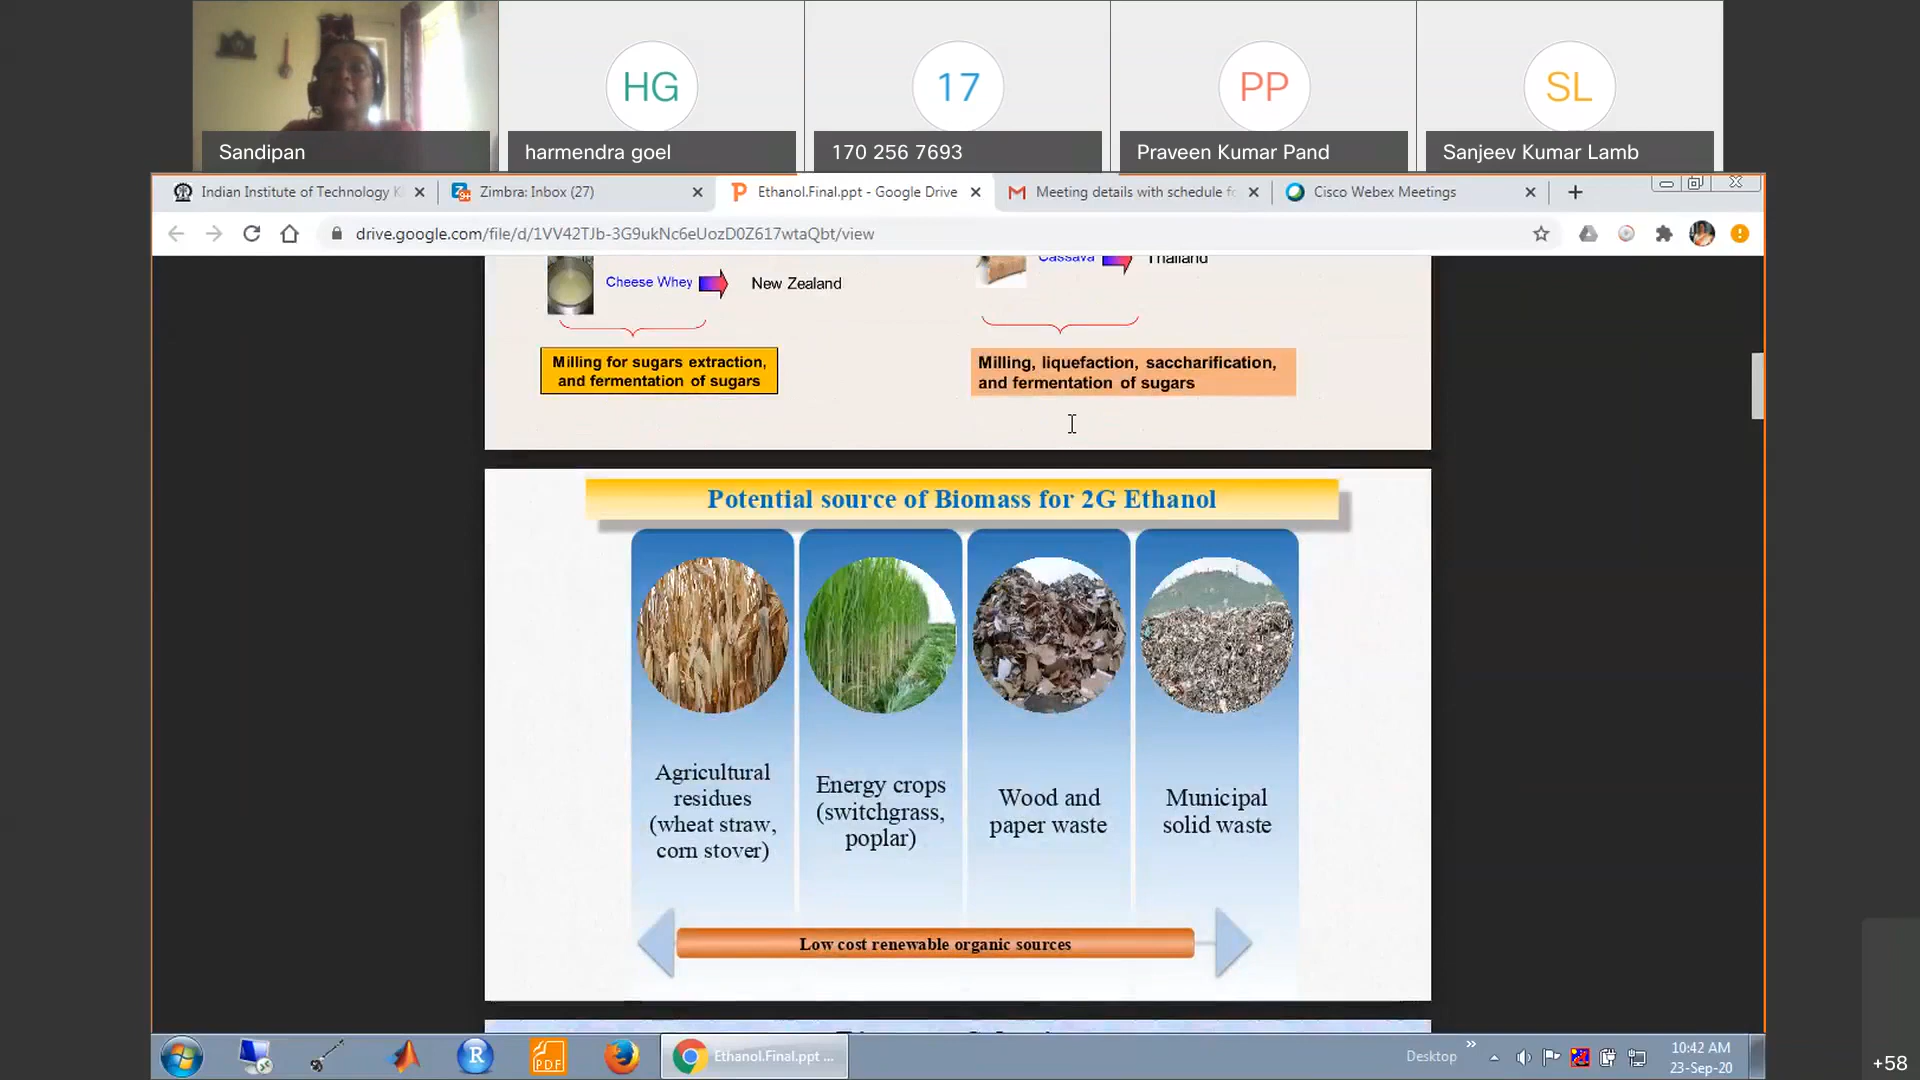 HG
17
PP
SL
Sandipan
harmendra goel
170 256 7693
Praveen Kumar Pand
Sanjeev Kumar Lamb
Indian Institute of Technology K
Zimbra: Inbox (27)
Ethanol.Final.ppt - Google Drive
Meeting details with schedule fo
Cisco Webex Meetings
drive.google.com/file/d/1VV42TJb-3G9ukNc6eUozD0Z617wtaQbt/view
Cheese Whey
New Zealand
Cassava
Thailand
Milling for sugars extraction,
and fermentation of sugars
Milling, liquefaction, saccharification,
and fermentation of sugars
Potential source of Biomass for 2G Ethanol
Agricultural
residues
(wheat straw,
corn stover)
Energy crops
(switchgrass,
poplar)
Wood and
paper waste
Municipal
solid waste
Low cost renewable organic sources
PDF
Ethanol.Final.ppt ...
Desktop
10:42 AM
23-Sep-20
+58